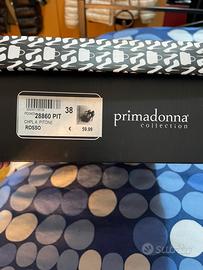 28860 PIT
38
CHPL A PITONE
ROSSO
€ 59.99
primadonna
collection
Subito